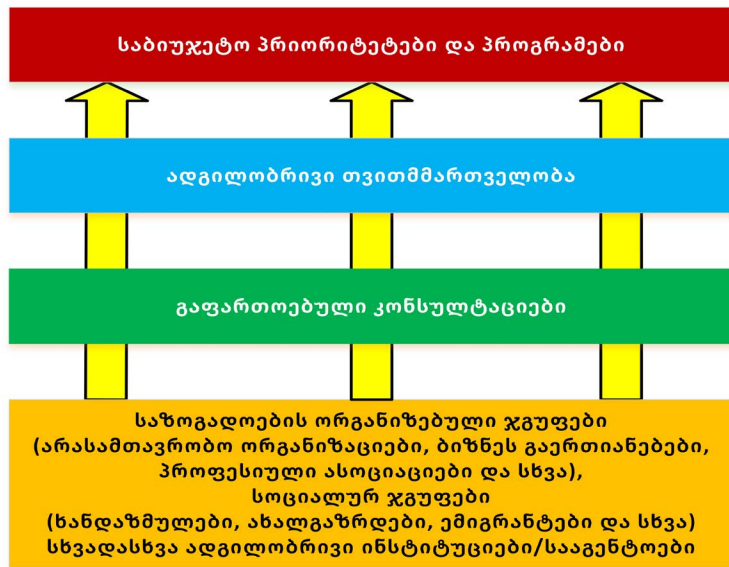 საბიუჯეტო პრიორიტეტები და პროგრამები
ადგილობრივი თვითმმართველობა
გაფართოებული კონსულტაციები
საზოგადოების ორგანიზებული ჯგუფები
(არასამთავრობო ორგანიზაციები, ბიზნეს გაერთიანებები,
პროფესიული ასოციაციები და სხვა),
სოციალურ ჯგუფები
(ხანდაზმულები, ახალგაზრდები, ემიგრანტები და სხვა)
სხვადასხვა ადგილობრივი ინსტიტუციები/სააგენტოები